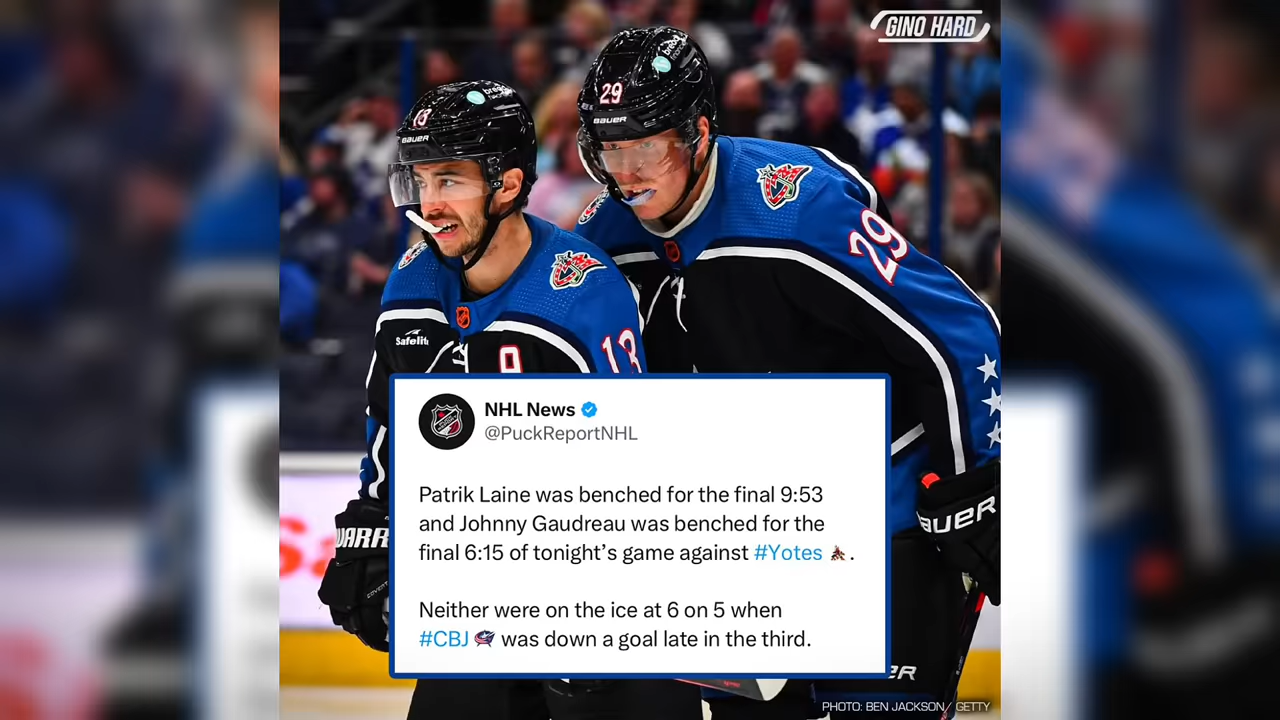 GINO HARD
29
BAUER
13
BAUER
29
Safelite
A
13
NHL News
@PuckReportNHL
Patrik Laine was benched for the final 9:53
and Johnny Gaudreau was benched for the
final 6:15 of tonight’s game against #Yotes.
Neither were on the ice at 6 on 5 when
#CBJ was down a goal late in the third.
BAUER
WARR
PHOTO: BEN JACKSON/ GETTY